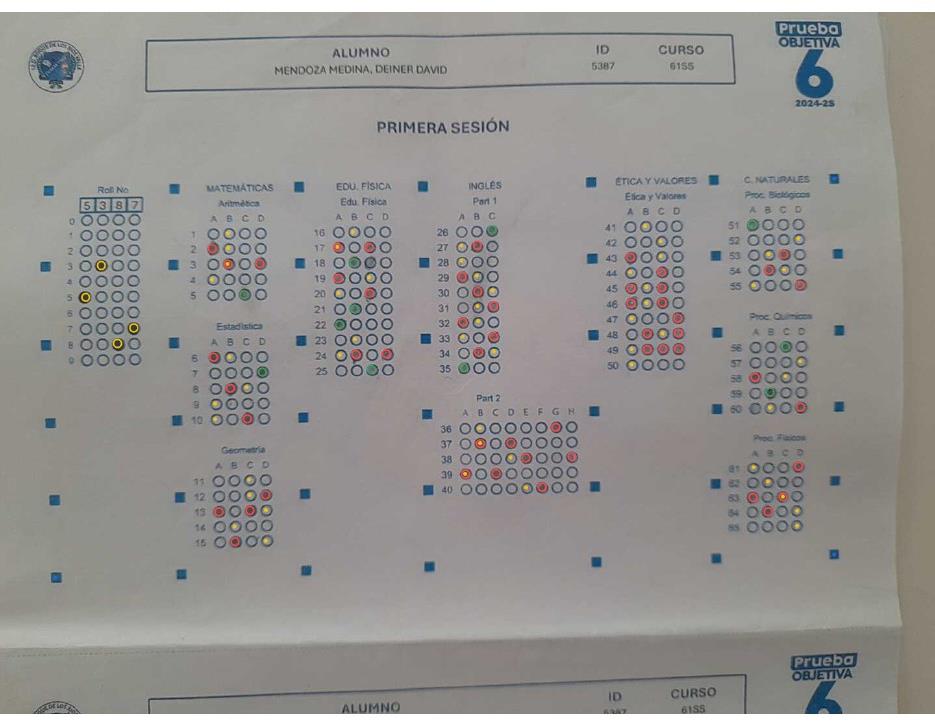 Prueba
OBJETIVA
6
2024-2S
ALUMNO ID CURSO
MENDOZA MEDINA, DEINER DAVID 5387 61SS
PRIMERA SESIÓN
Roll No
5 3 8 7
0
1
2
3
4
5
6
7
8
9
MATEMÁTICAS
Aritmética
A B C D
1
2
3
4
5
Estadística
A B C D
6
7
8
9
10
Geometría
A B C D
11
12
13
14
15
EDU. FÍSICA
Edu. Física
A B C D
16
17
18
19
20
21
22
23
24
25
INGLÉS
Part 1
A B C
26
27
28
29
30
31
32
33
34
35
Part 2
A B C D E F G H
36
37
38
39
40
ÉTICA Y VALORES
Ética y Valores
A B C D
41
42
43
44
45
46
47
48
49
50
C. NATURALES
Proc. Biológicos
A B C D
51
52
53
54
55
Proc. Químicos
A B C D
56
57
58
59
60
Proc. Físicos
A B C D
61
62
63
64
65
Prueba
OBJETIVA
6
ALUMNO ID CURSO
5387 61SS